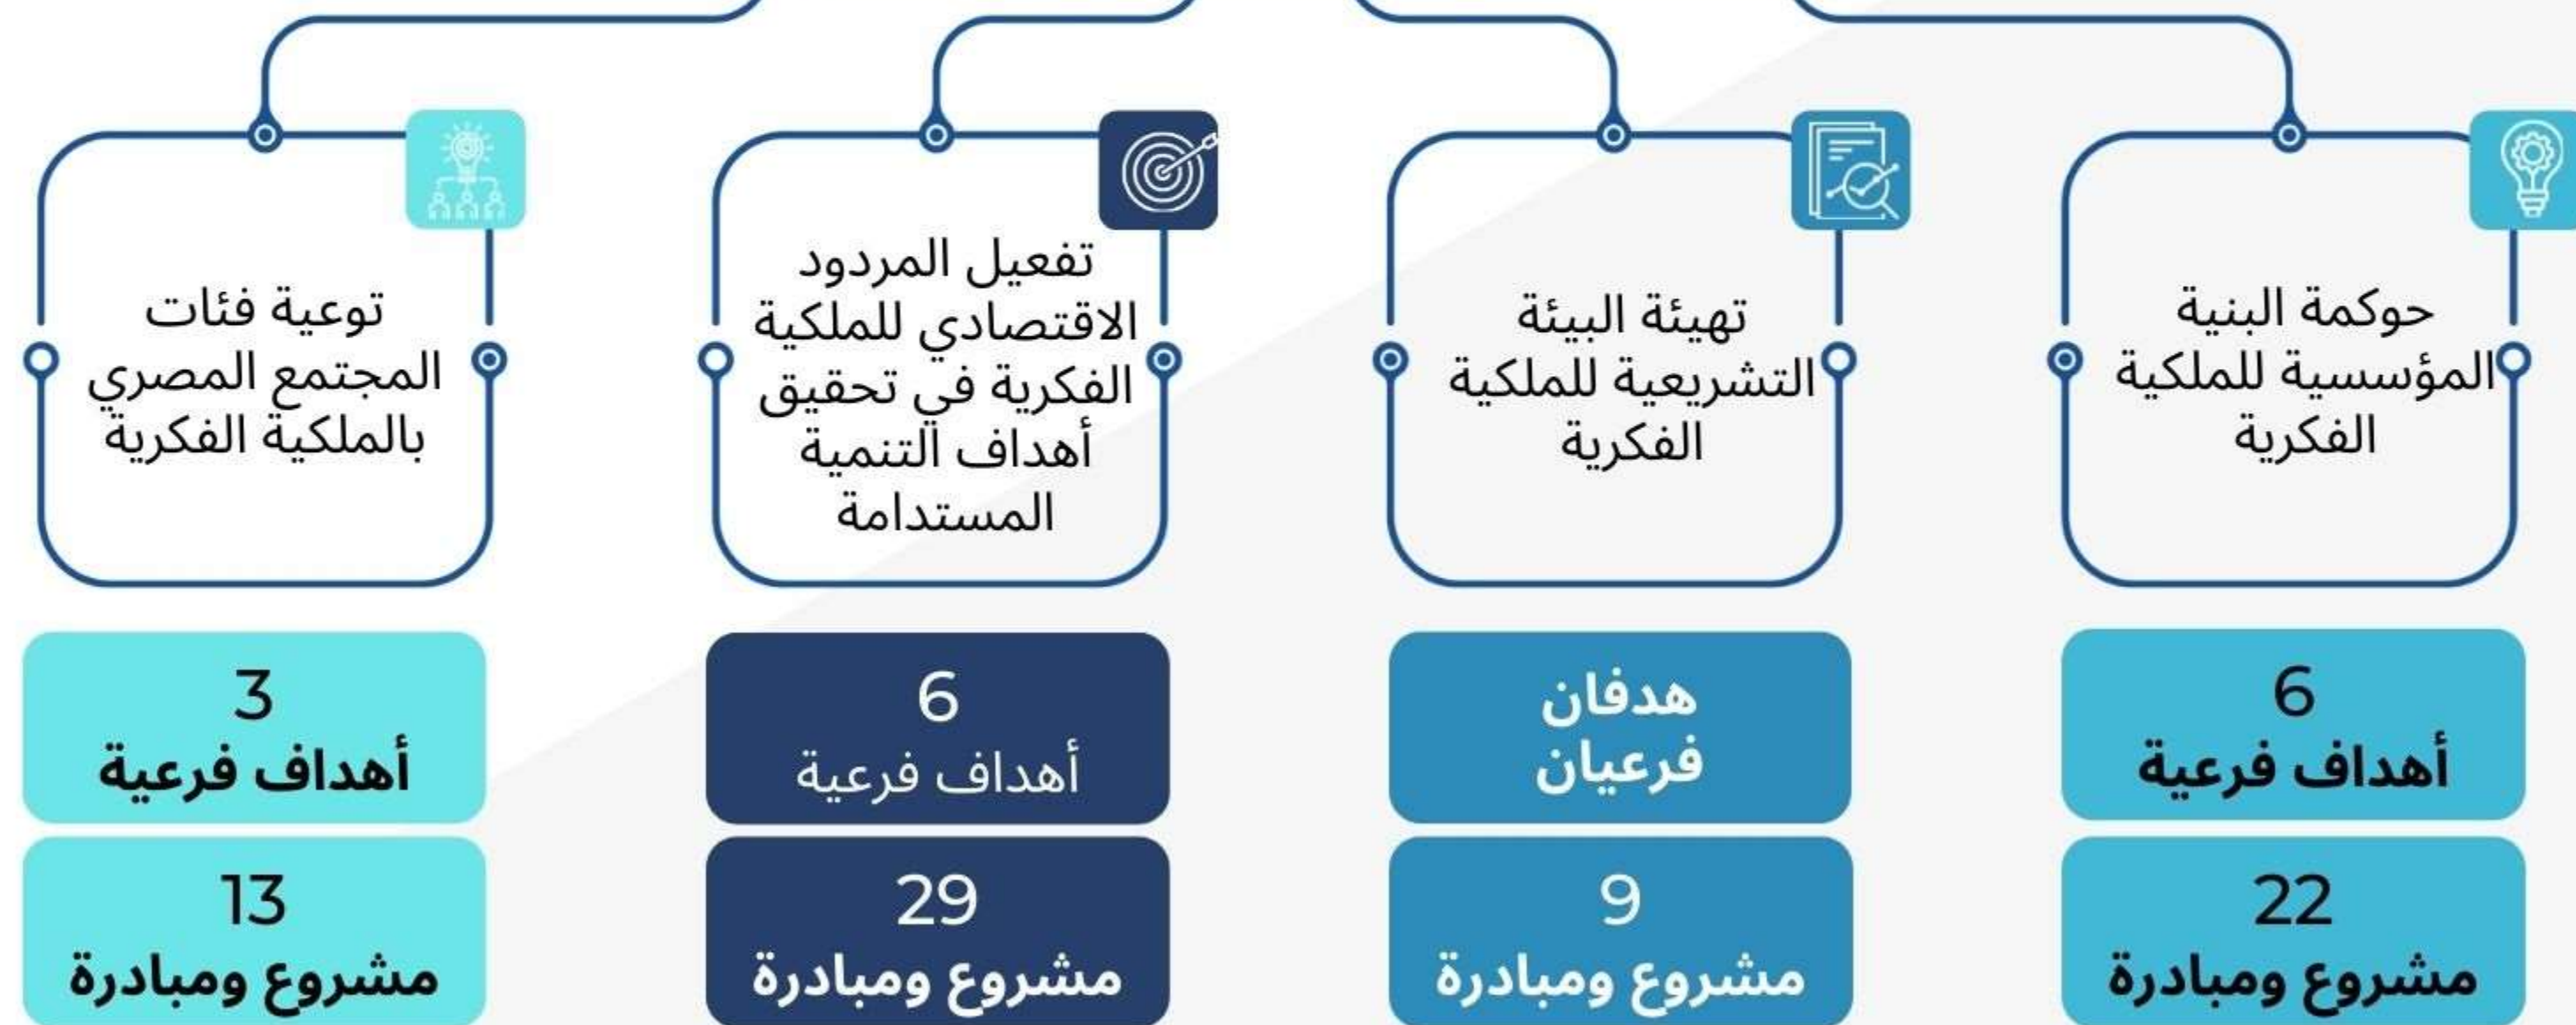 حوكمة البنية
المؤسسية للملكية
الفكرية
6
أهداف فرعية
22
مشروع ومبادرة
تهيئة البيئة
التشريعية للملكية
الفكرية
هدفان
فرعيان
9
مشروع ومبادرة
تفعيل المردود
الاقتصادي للملكية
الفكرية في تحقيق
أهداف التنمية
المستدامة
6
أهداف فرعية
29
مشروع ومبادرة
توعية فئات
المجتمع المصري
بالملكية الفكرية
3
أهداف فرعية
13
مشروع ومبادرة